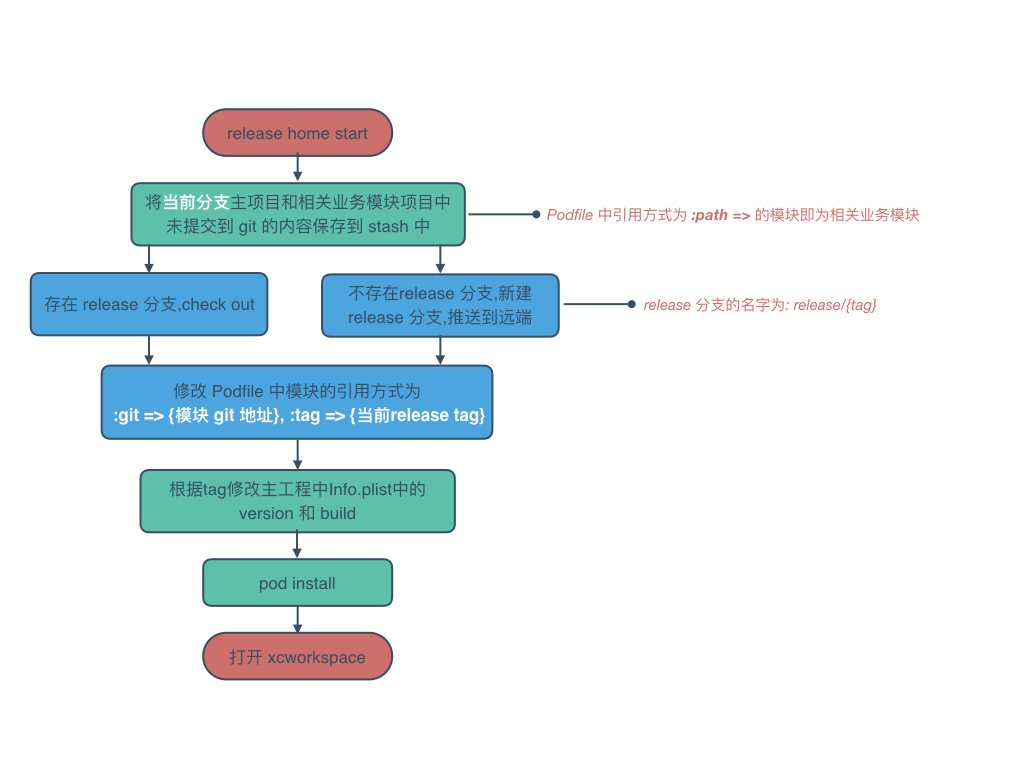 release home start
将当前分支主项目和相关业务模块项目中
未提交到 git 的内容保存到 stash 中
Podfile 中引用方式为 :path => 的模块即为相关业务模块
存在 release 分支,check out
不存在release 分支,新建
release 分支,推送到远端
release 分支的名字为: release/{tag}
修改 Podfile 中模块的引用方式为
:git => {模块 git 地址}, :tag => {当前release tag}
根据tag修改主工程中Info.plist中的
version 和 build
pod install
打开 xcworkspace